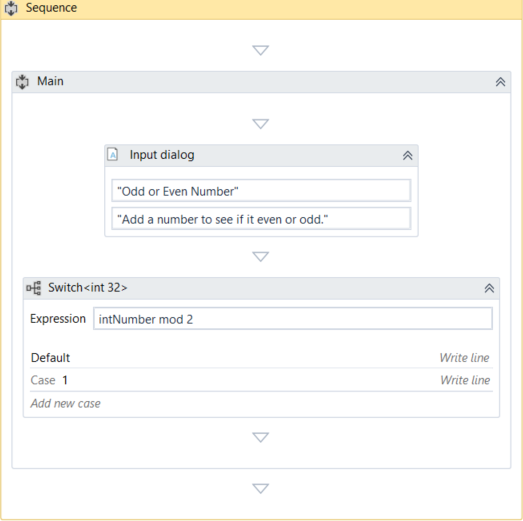 Sequence
Main
Input dialog
"Odd or Even Number"
"Add a number to see if it even or odd."
Switch<int 32>
Expression intNumber mod 2
Default Write line
Case 1 Write line
Add new case